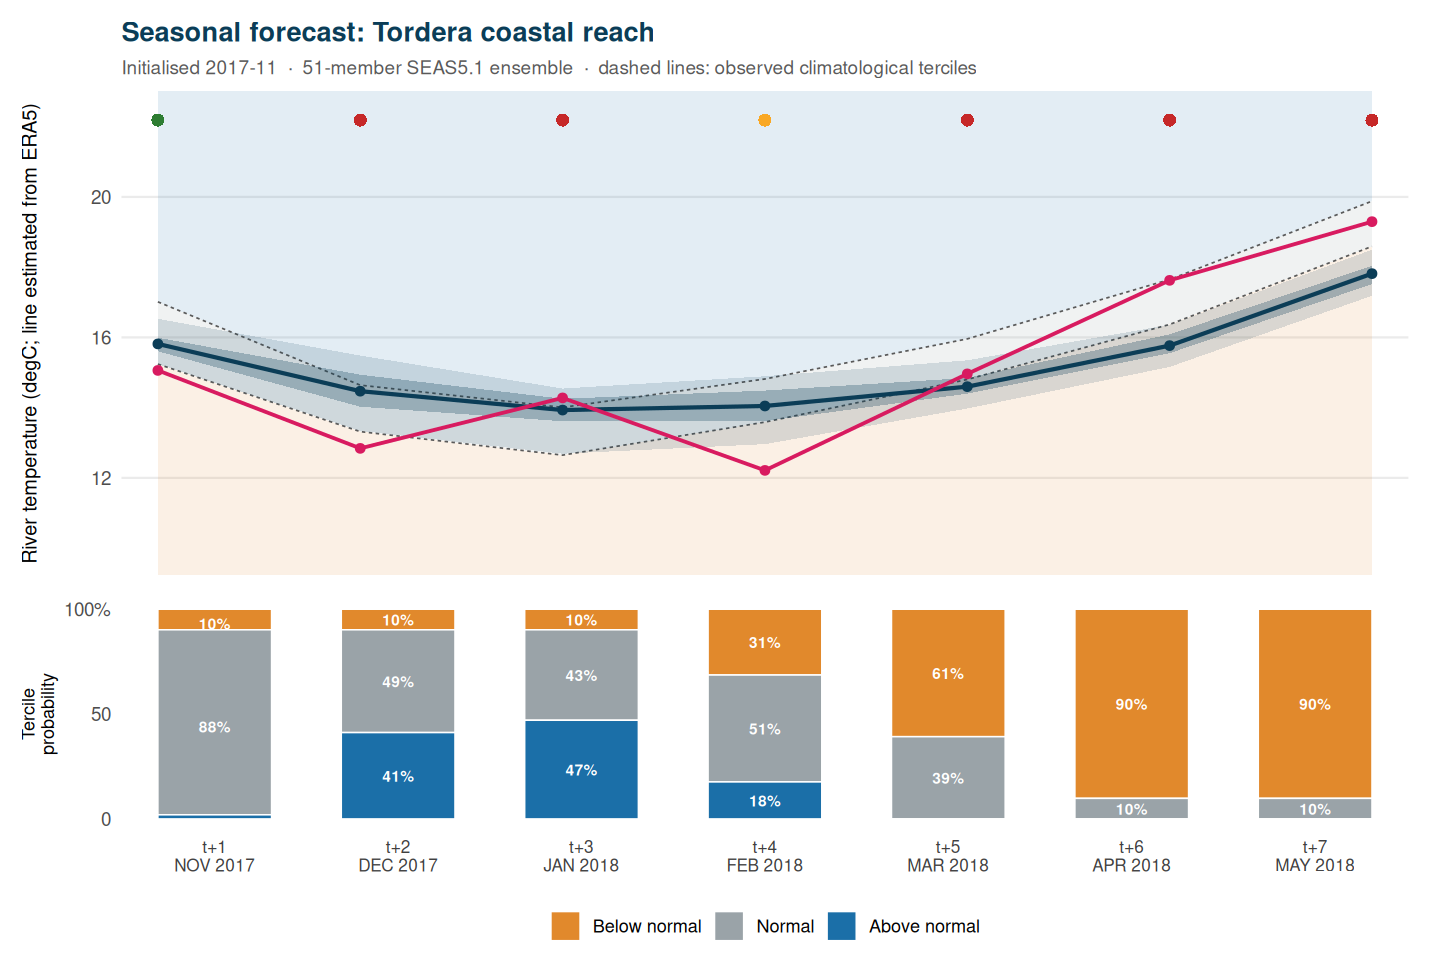 Seasonal forecast: Tordera coastal reach
Initialised 2017-11 · 51-member SEAS5.1 ensemble · dashed lines: observed climatological terciles
River temperature (degC; line estimated from ERA5)
20
16
12
Tercile
probability
100%
50
0
10%
88%
10%
49%
41%
10%
43%
47%
31%
51%
18%
61%
39%
90%
10%
90%
10%
t+1
NOV 2017
t+2
DEC 2017
t+3
JAN 2018
t+4
FEB 2018
t+5
MAR 2018
t+6
APR 2018
t+7
MAY 2018
Below normal
Normal
Above normal